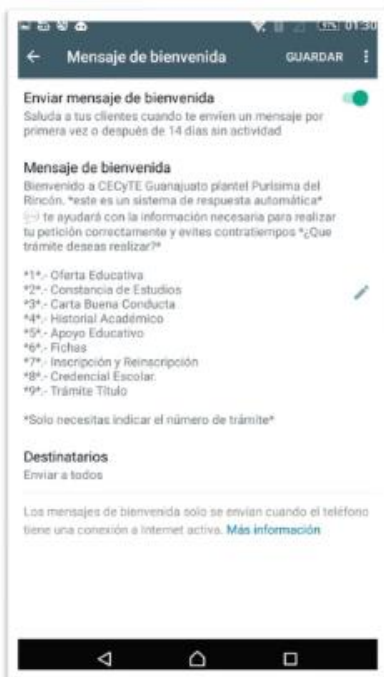 97% 01:30
Mensaje de bienvenida GUARDAR
Enviar mensaje de bienvenida
Saluda a tus clientes cuando te envíen un mensaje por
primera vez o después de 14 días sin actividad
Mensaje de bienvenida
Bienvenido a CECyTE Guanajuato plantel Purísima del
Rincón. *este es un sistema de respuesta automática*
te ayudará con la información necesaria para realizar
tu petición correctamente y evites contratiempos *¿Que
trámite deseas realizar?*
*1*.- Oferta Educativa
*2*.- Constancia de Estudios
*3*.- Carta Buena Conducta
*4*.- Historial Académico
*5*.- Apoyo Educativo
*6*.- Fichas
*7*.- Inscripción y Reinscripción
*8*.- Credencial Escolar.
*9*.- Trámite Título
*Solo necesitas indicar el número de trámite*
Destinatarios
Enviar a todos
Los mensajes de bienvenida solo se envían cuando el teléfono
tiene una conexión a Internet activa. Más información